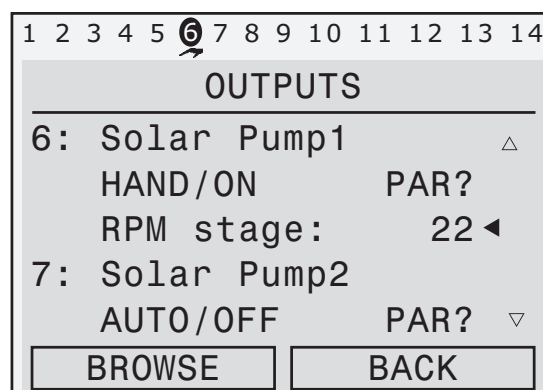 1 2 3 4 5 6 7 8 9 10 11 12 13 14
OUTPUTS
6: Solar Pump1
HAND/ON PAR?
RPM stage: 22
7: Solar Pump2
AUTO/OFF PAR?
BROWSE BACK